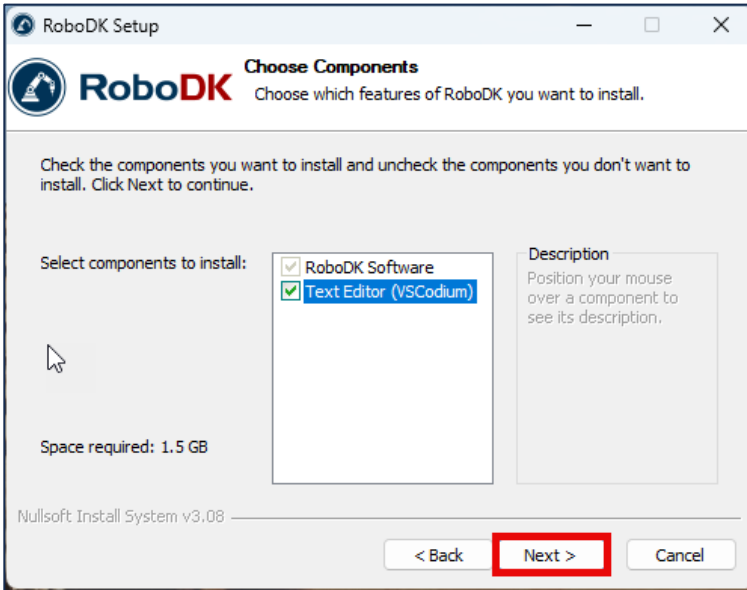 RoboDK Setup
RoboDK
Choose Components
Choose which features of RoboDK you want to install.
Check the components you want to install and uncheck the components you don't want to
install. Click Next to continue.
Select components to install:
RoboDK Software
Text Editor (VSCodium)
Description
Position your mouse
over a component to
see its description.
Space required: 1.5 GB
Nullsoft Install System v3.08
< Back
Next >
Cancel